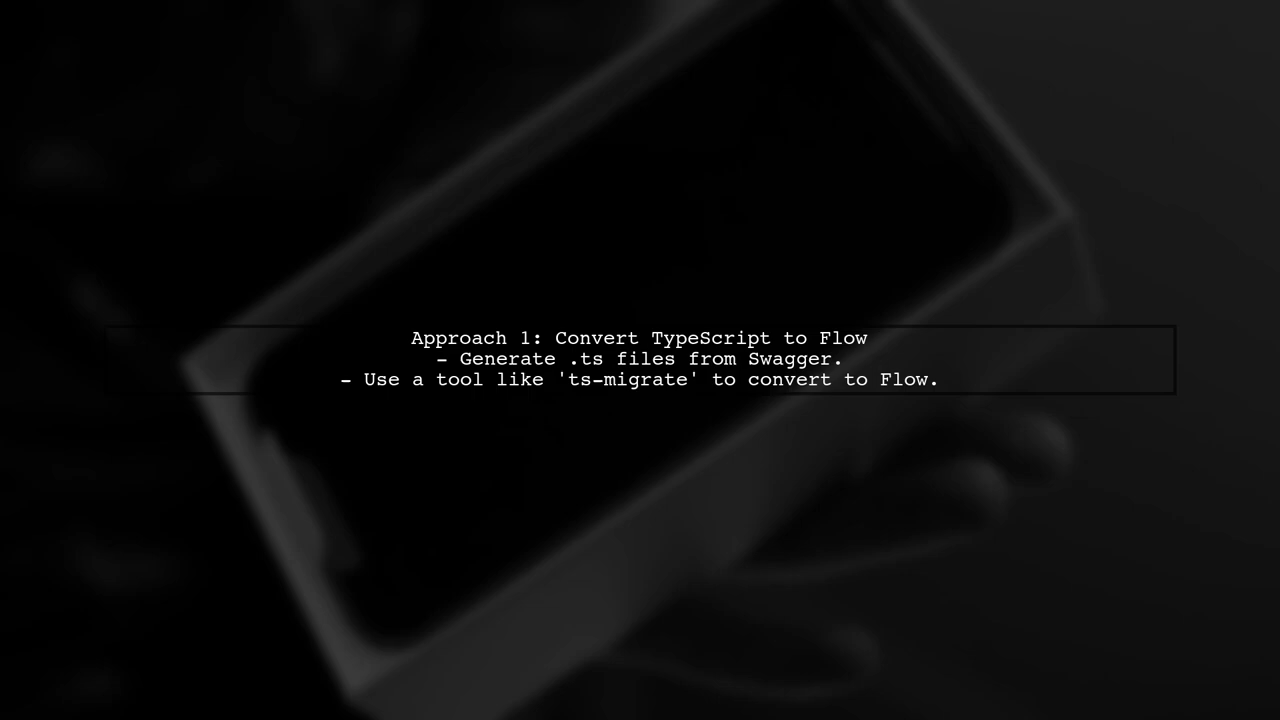 Approach 1: Convert TypeScript to Flow
- Generate .ts files from Swagger.
- Use a tool like 'ts-migrate' to convert to Flow.